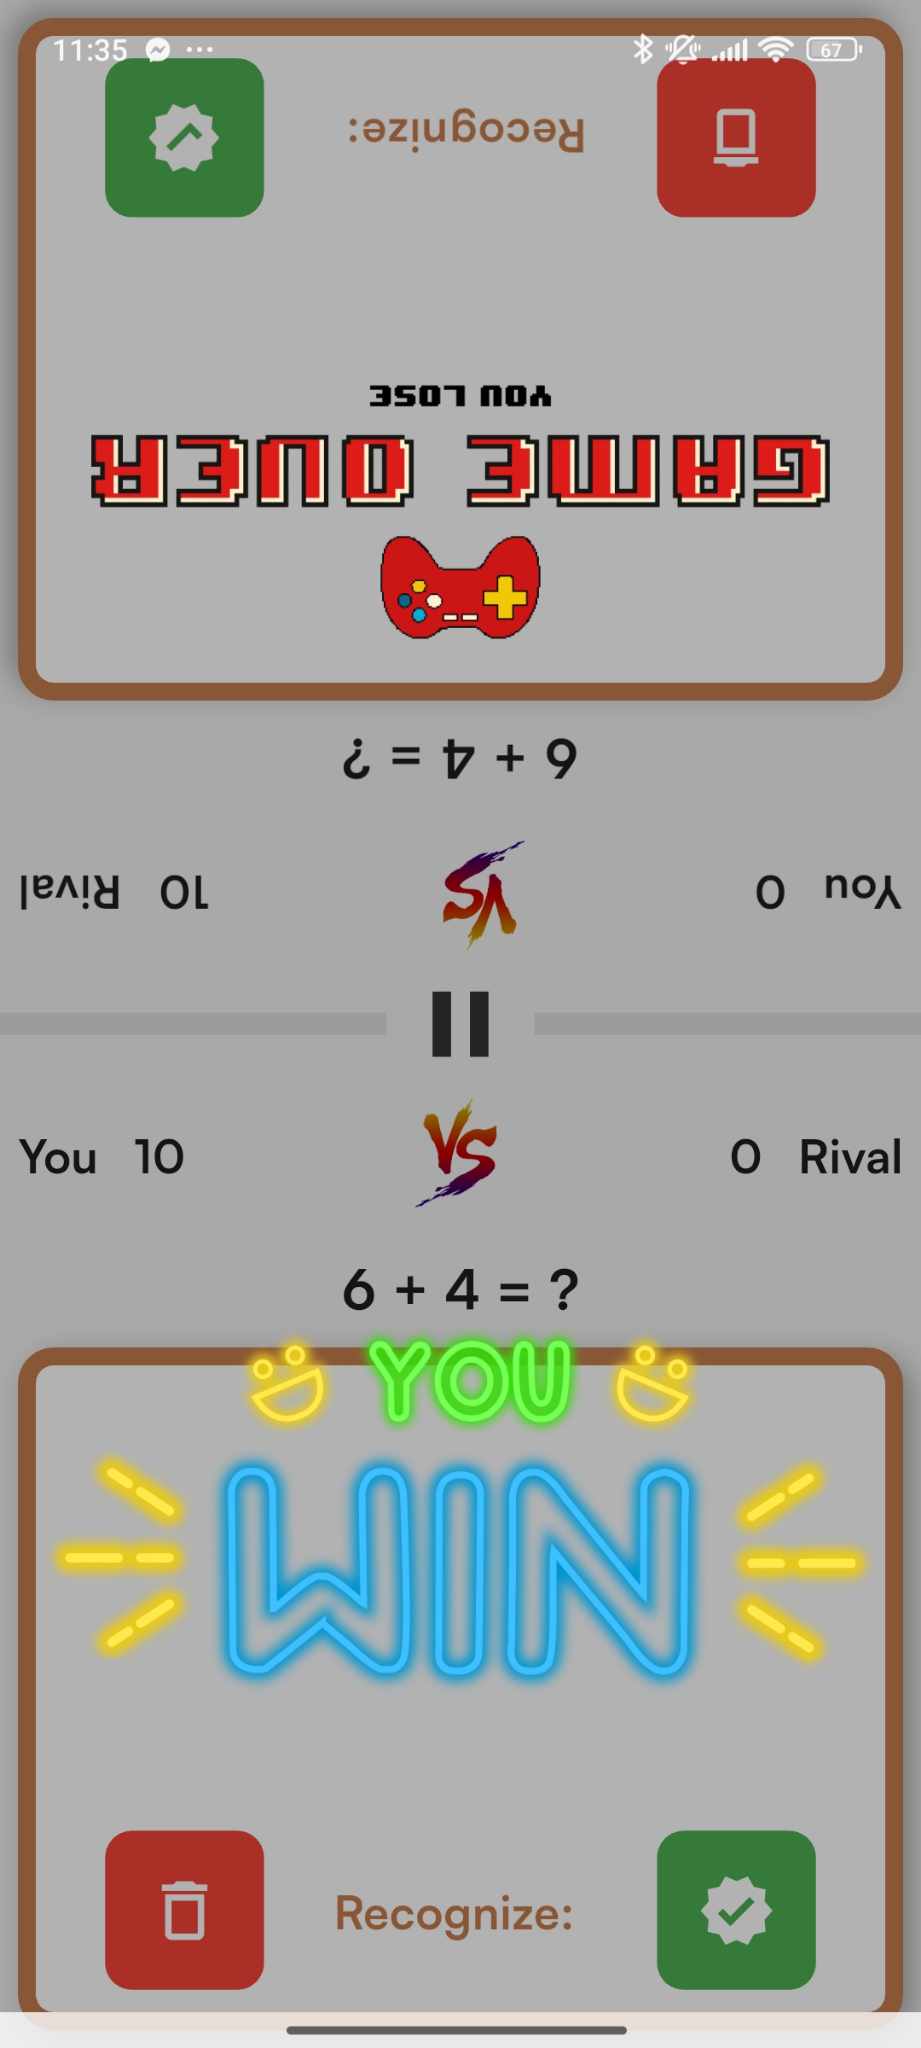 11:35 ... 67
Recognize:
YOU LOSE
GAME OVER
6 + 4 = ?
Rival 10 VS 0 You
You 10 VS 0 Rival
6 + 4 = ?
YOU
WIN
Recognize: